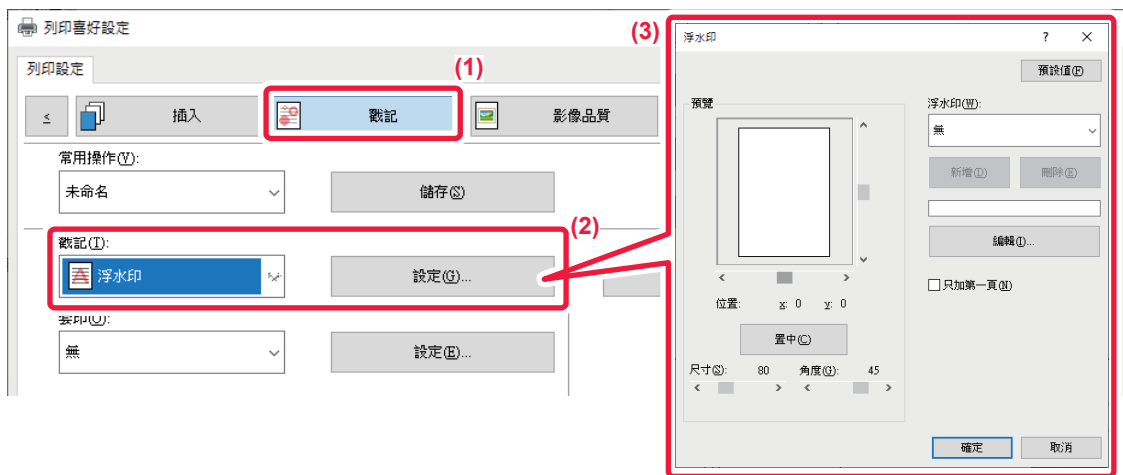 列印喜好設定
列印設定
(1)
≤
插入
戳記
影像品質
常用操作(V):
未命名
儲存(S)
(2)
戳記(T):
浮水印
設定(G)...
套印(O):
無
設定(E)...
(3)
浮水印
? ×
預設值(F)
預覽
位置: x: 0 y: 0
置中(C)
尺寸(S): 80 角度(G): 45
浮水印(W):
無
新增(D)
刪除(E)
編輯(I)...
只加第一頁(N)
確定
取消